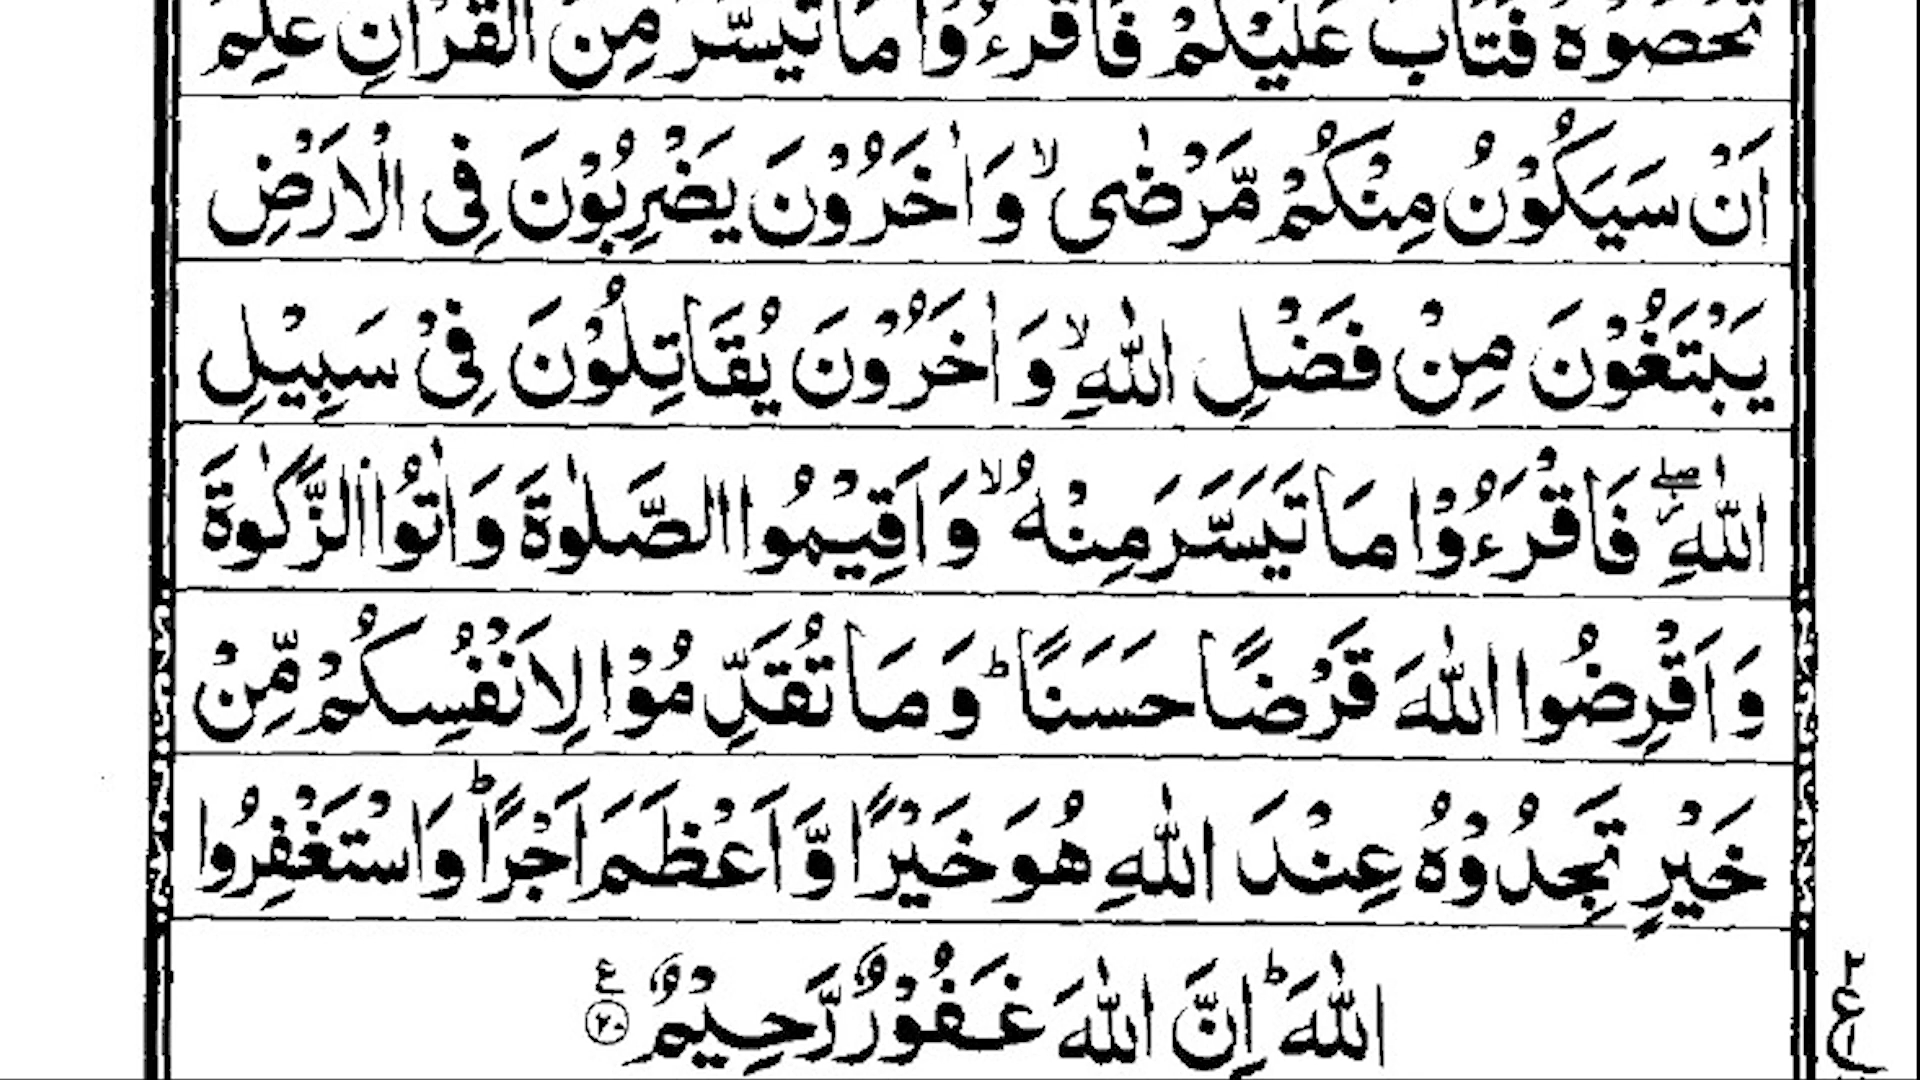 تُحْصُوْهُ فَتَابَ عَلَيْكُمْ فَاقْرَءُوْا مَا تَيَسَّرَ مِنَ الْقُرْاٰنِ عَلِمَ
اَنْ سَيَكُوْنُ مِنْكُمْ مَّرْضٰى ۙ وَاٰخَرُوْنَ يَضْرِبُوْنَ فِى الْاَرْضِ
يَبْتَغُوْنَ مِنْ فَضْلِ اللّٰهِ ۙ وَاٰخَرُوْنَ يُقَاتِلُوْنَ فِىْ سَبِيْلِ
اللّٰهِ ۖ فَاقْرَءُوْا مَا تَيَسَّرَ مِنْهُ ۙ وَاَقِيْمُوا الصَّلٰوةَ وَاٰتُوا الزَّكٰوةَ
وَاَقْرِضُوا اللّٰهَ قَرْضًا حَسَنًا ؕ وَمَا تُقَدِّمُوْا لِاَنْفُسِكُمْ مِّنْ
خَيْرٍ تَجِدُوْهُ عِنْدَ اللّٰهِ هُوَ خَيْرًا وَّاَعْظَمَ اَجْرًا ؕ وَاسْتَغْفِرُوا
اللّٰهَ ؕ اِنَّ اللّٰهَ غَفُوْرٌ رَّحِيْمٌ ۲۰ ع